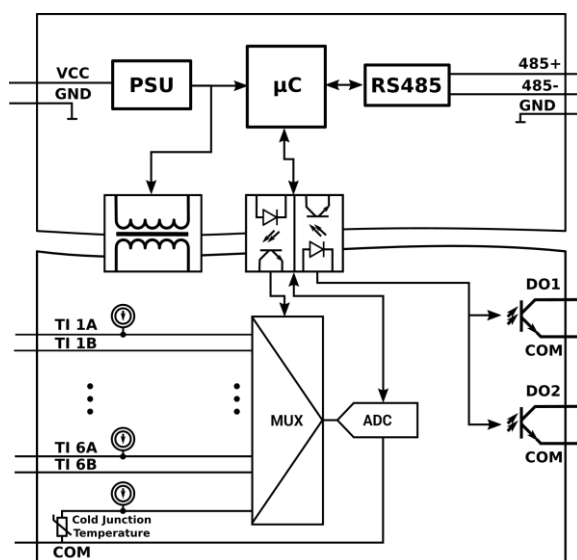 VCC
GND
PSU
μC
RS485
485+
485-
GND
TI 1A
TI 1B
TI 6A
TI 6B
MUX
ADC
DO1
COM
DO2
COM
Cold Junction
Temperature
COM